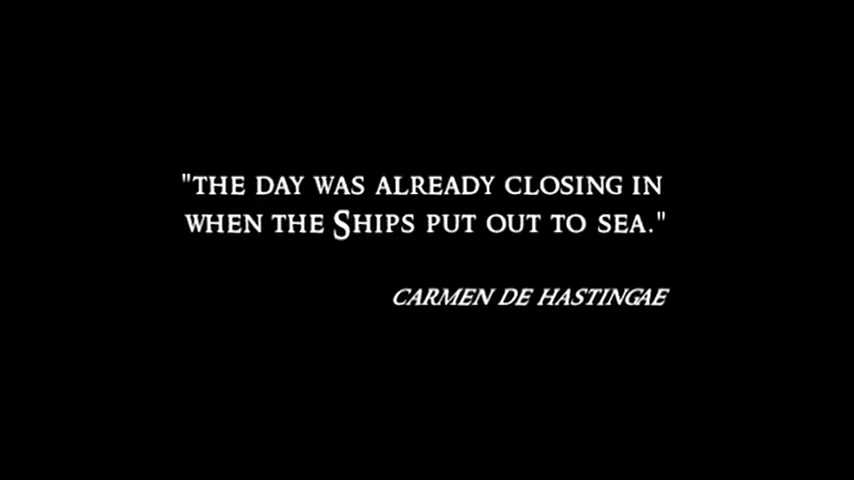 "THE DAY WAS ALREADY CLOSING IN
WHEN THE SHIPS PUT OUT TO SEA."
CARMEN DE HASTINGAE